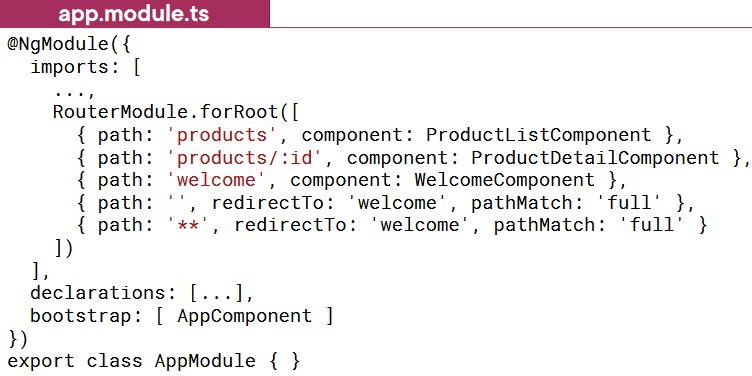 app.module.ts
@NgModule({
  imports: [
    ...,
    RouterModule.forRoot([
      { path: 'products', component: ProductListComponent },
      { path: 'products/:id', component: ProductDetailComponent },
      { path: 'welcome', component: WelcomeComponent },
      { path: '', redirectTo: 'welcome', pathMatch: 'full' },
      { path: '**', redirectTo: 'welcome', pathMatch: 'full' }
    ])
  ],
  declarations: [...],
  bootstrap: [ AppComponent ]
})
export class AppModule { }